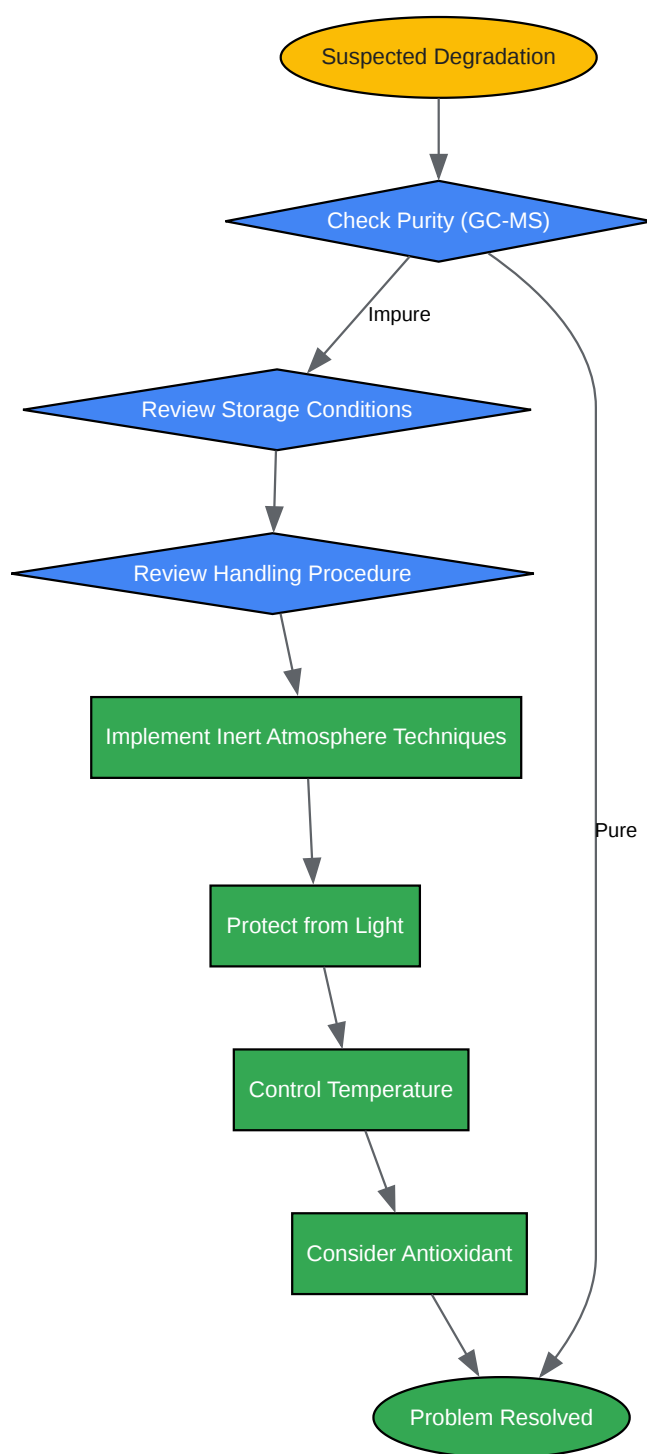 Suspected Degradation
Check Purity (GC-MS)
Impure
Review Storage Conditions
Review Handling Procedure
Implement Inert Atmosphere Techniques
Pure
Protect from Light
Control Temperature
Consider Antioxidant
Problem Resolved